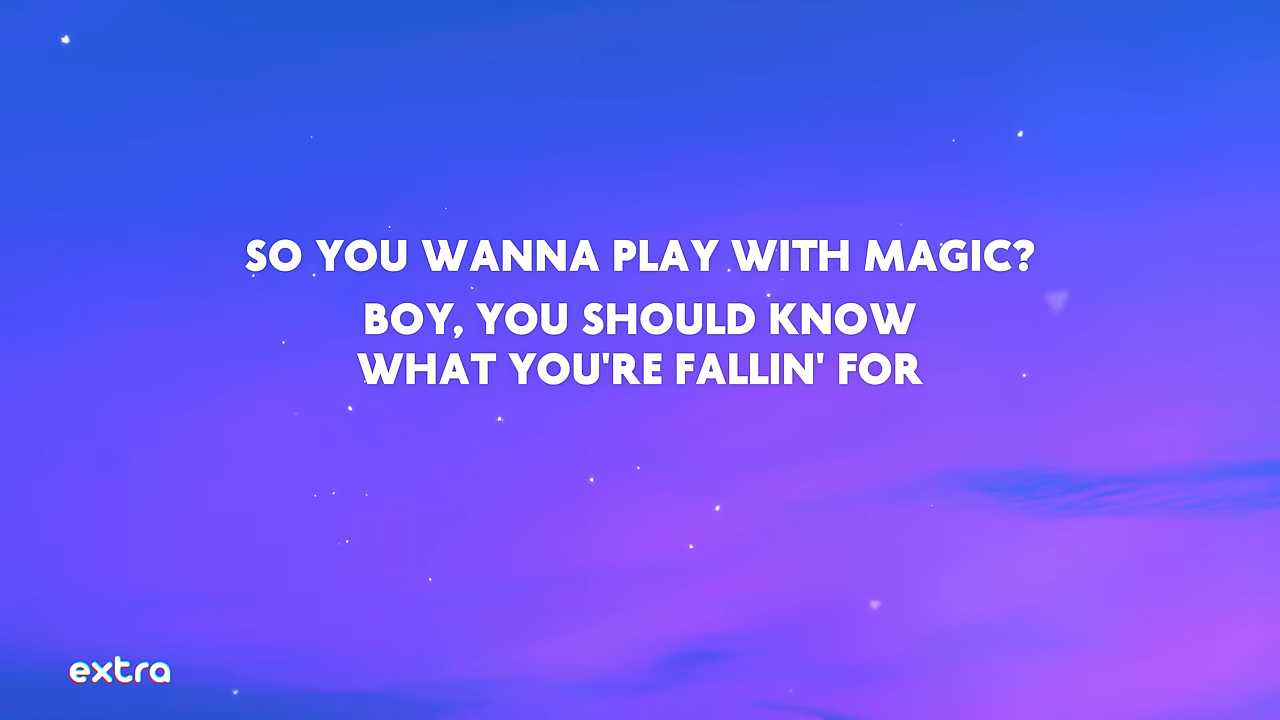 SO YOU WANNA PLAY WITH MAGIC?
BOY, YOU SHOULD KNOW
WHAT YOU'RE FALLIN' FOR
extra